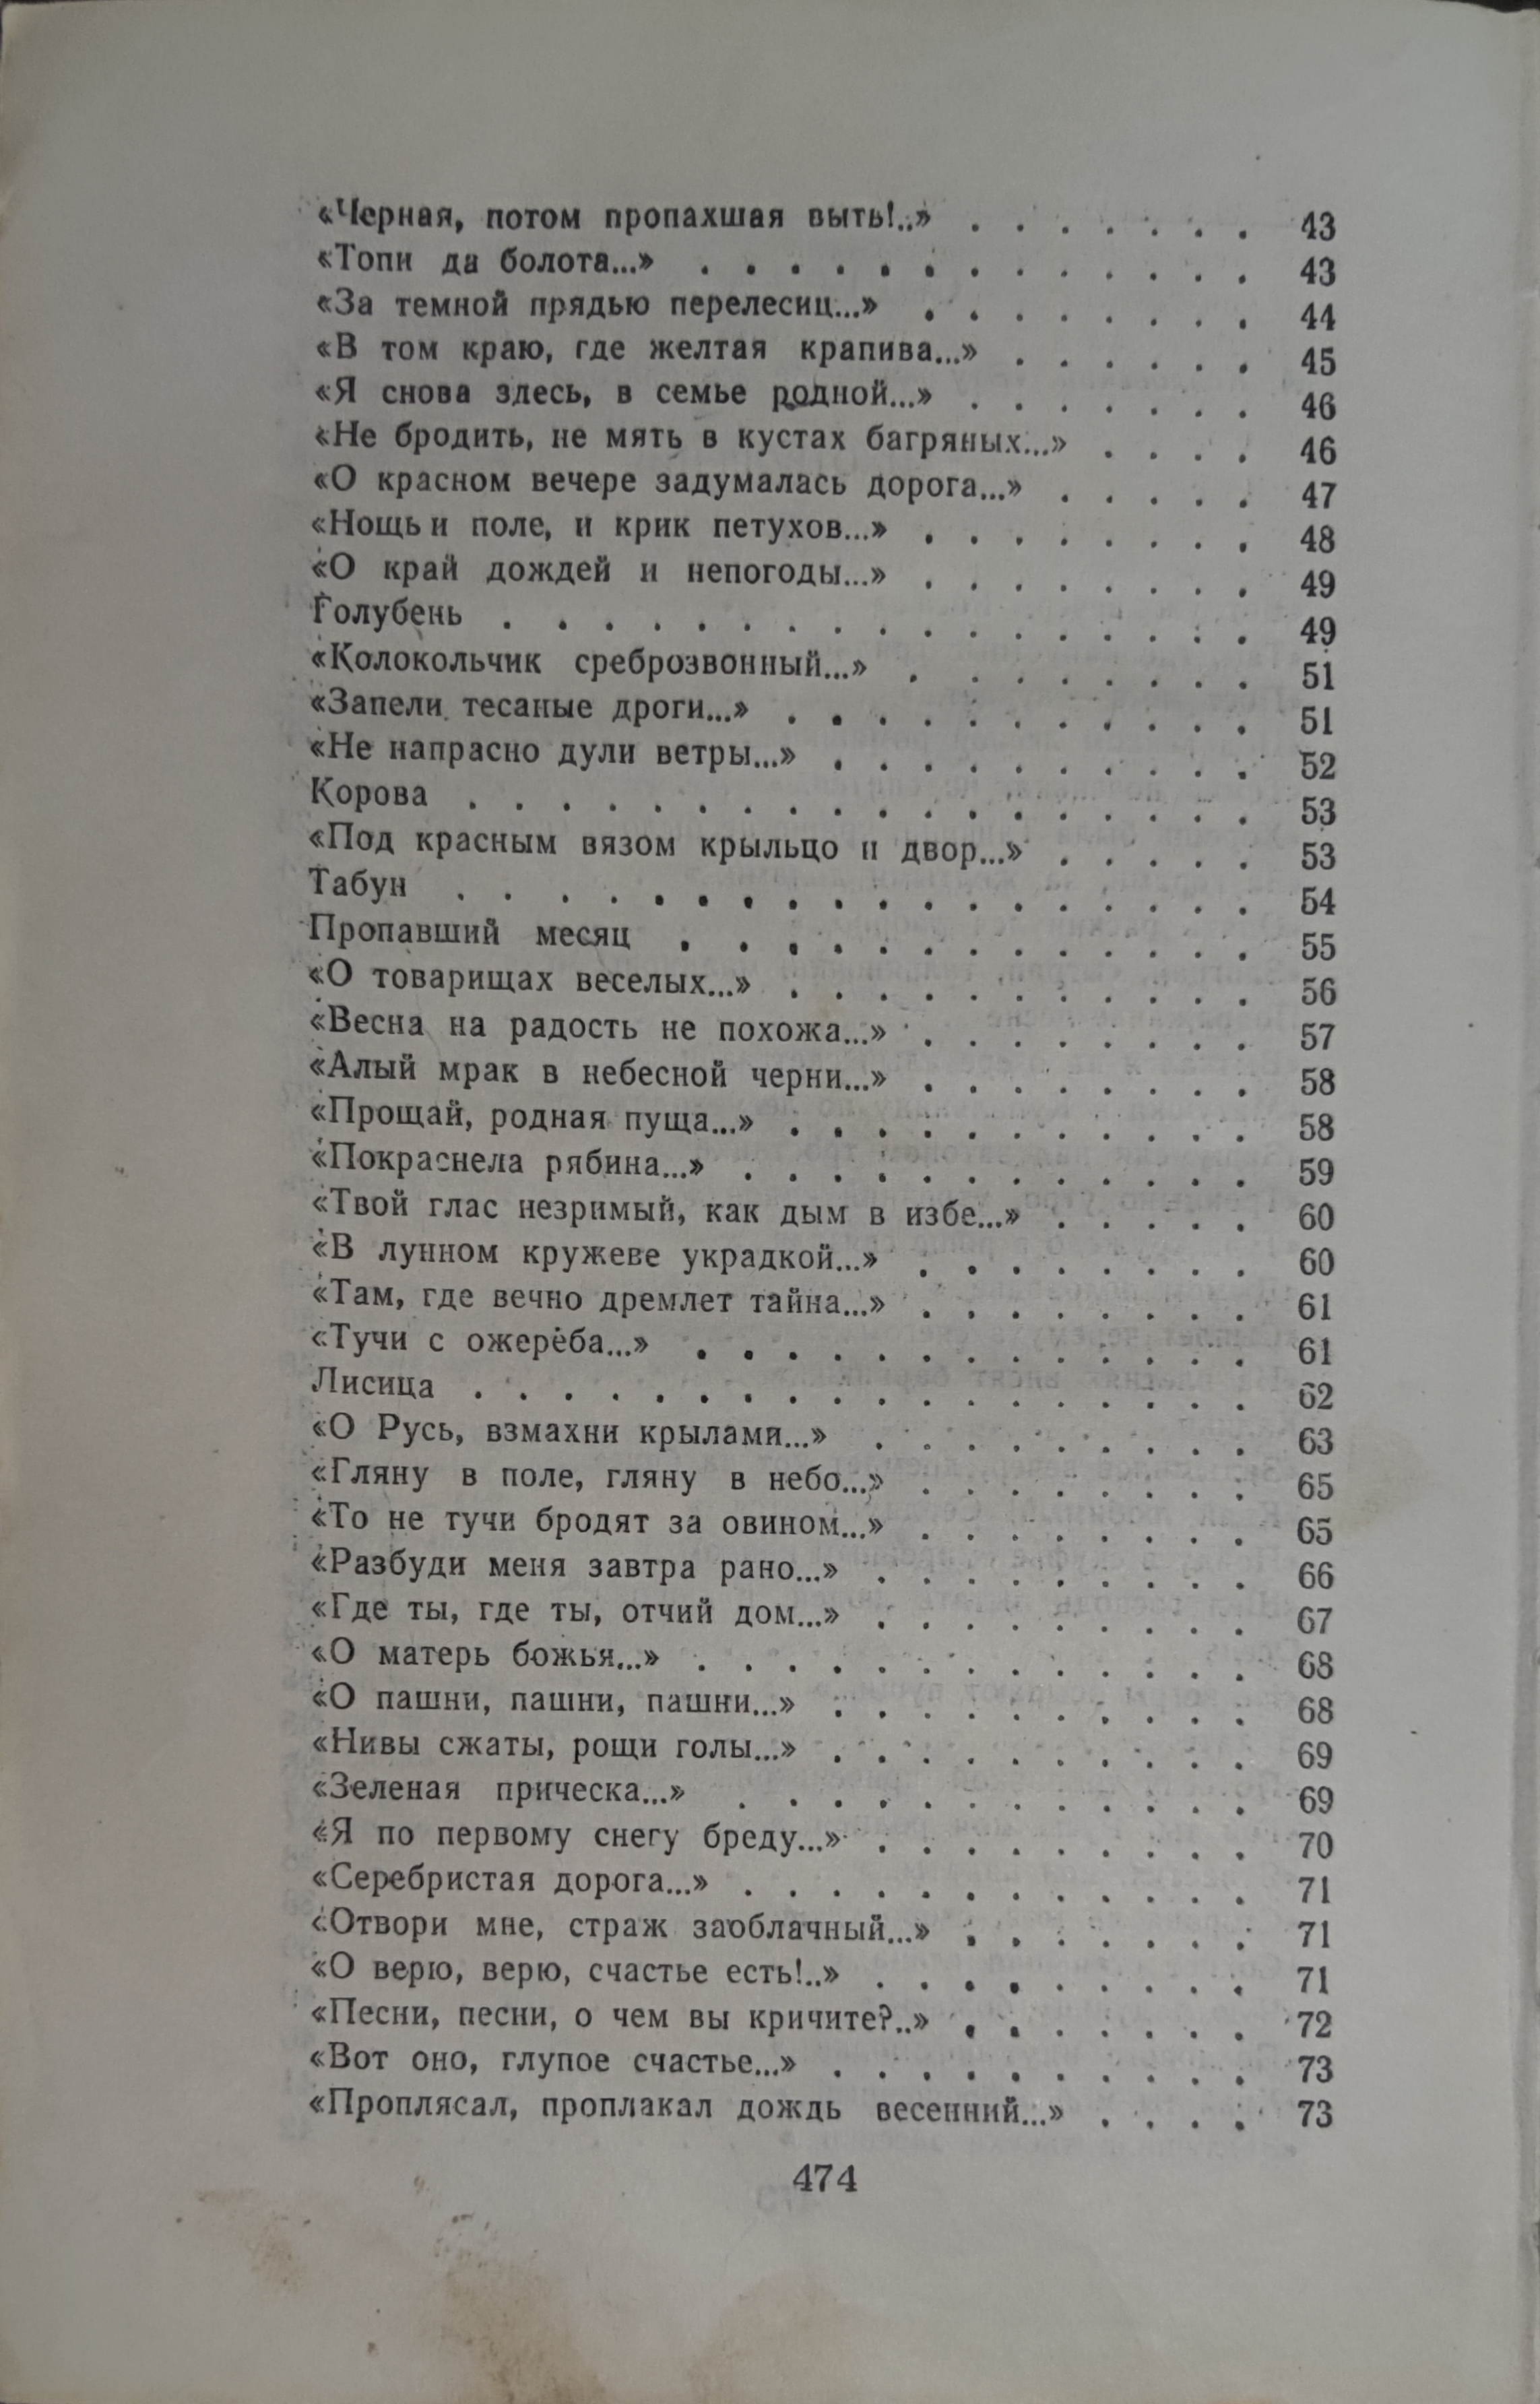 «Черная, потом пропахшая выть!..» . . . . . . . 43
«Топи да болота...» . . . . . . . . . . . . . 43
«За темной прядью перелесиц...» . . . . . . . . 44
«В том краю, где желтая крапива...» . . . . . . 45
«Я снова здесь, в семье родной...» . . . . . . . 46
«Не бродить, не мять в кустах багряных...» . . . . 46
«О красном вечере задумалась дорога...» . . . . . 47
«Нощь и поле, и крик петухов...» . . . . . . . . 48
«О край дождей и непогоды...» . . . . . . . . 49
Голубень . . . . . . . . . . . . . . . . . 49
«Колокольчик среброзвонный...» . . . . . . . . 51
«Запели тесаные дроги...» . . . . . . . . . . . 51
«Не напрасно дули ветры...» . . . . . . . . . . 52
Корова . . . . . . . . . . . . . . . . . . 53
«Под красным вязом крыльцо и двор...» . . . . . 53
Табун . . . . . . . . . . . . . . . . . . 54
Пропавший месяц . . . . . . . . . . . . . 55
«О товарищах веселых...» . . . . . . . . . . . 56
«Весна на радость не похожа...» . . . . . . . . 57
«Алый мрак в небесной черни...» . . . . . . . . 58
«Прощай, родная пуща...» . . . . . . . . . . . 58
«Покраснела рябина...» . . . . . . . . . . . . 59
«Твой глас незримый, как дым в избе...» . . . . . 60
«В лунном кружеве украдкой...» . . . . . . . . 60
«Там, где вечно дремлет тайна...» . . . . . . . . 61
«Тучи с ожерёба...» . . . . . . . . . . . . . 61
Лисица . . . . . . . . . . . . . . . . . . 62
«О Русь, взмахни крылами...» . . . . . . . . . 63
«Гляну в поле, гляну в небо...» . . . . . . . . 65
«То не тучи бродят за овином...» . . . . . . . . 65
«Разбуди меня завтра рано...» . . . . . . . . . 66
«Где ты, где ты, отчий дом...» . . . . . . . . . 67
«О матерь божья...» . . . . . . . . . . . . . 68
«О пашни, пашни, пашни...» . . . . . . . . . . 68
«Нивы сжаты, рощи голы...» . . . . . . . . . . 69
«Зеленая прическа...» . . . . . . . . . . . . 69
«Я по первому снегу бреду...» . . . . . . . . . 70
«Серебристая дорога...» . . . . . . . . . . . . 71
«Отвори мне, страж заоблачный...» . . . . . . . 71
«О верю, верю, счастье есть!..» . . . . . . . . . 71
«Песни, песни, о чем вы кричите?..» . . . . . . . 72
«Вот оно, глупое счастье...» . . . . . . . . . . 73
«Проплясал, проплакал дождь весенний...» . . . . 73
474